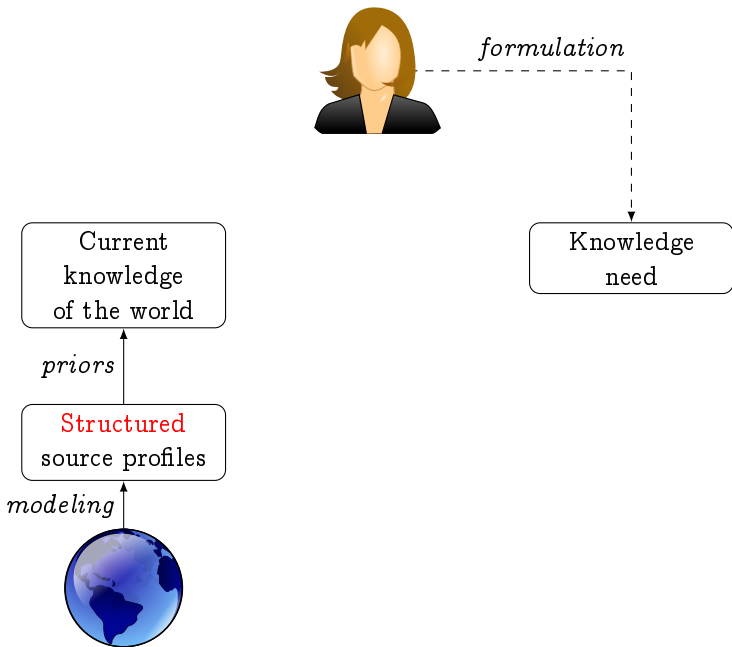 formulation
Current
knowledge
of the world
Knowledge
need
priors
Structured
source profiles
modeling